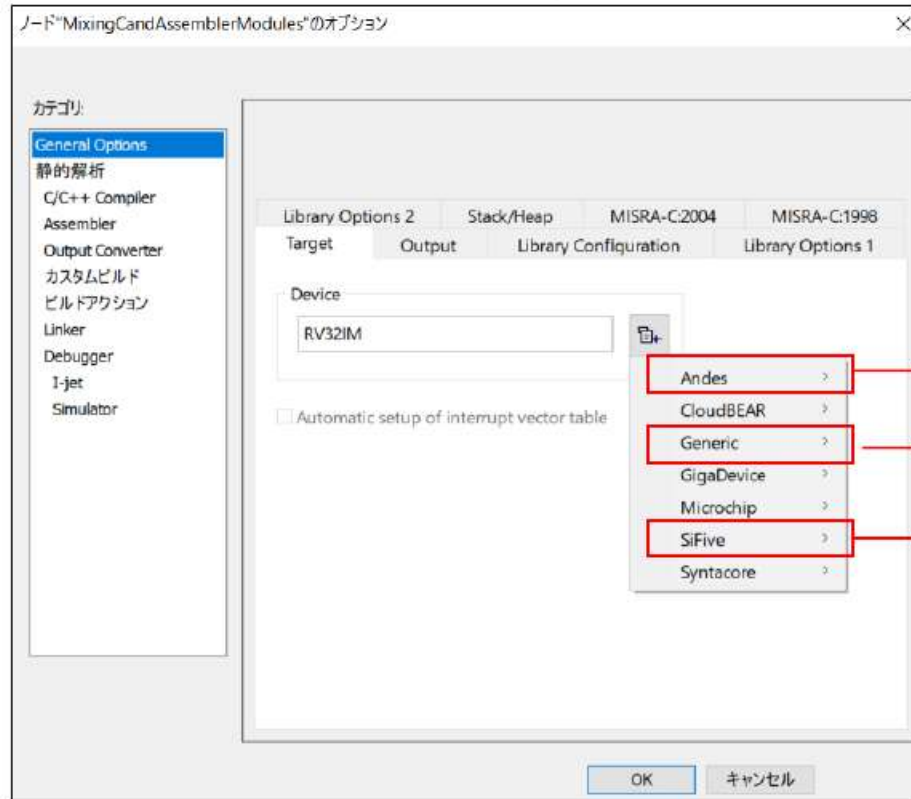 ノード"MixingCandAssemblerModules"のオプション
カテゴリ:
General Options
静的解析
C/C++ Compiler
Assembler
Output Converter
カスタムビルド
ビルドアクション
Linker
Debugger
I-jet
Simulator
Library Options 2 Stack/Heap MISRA-C:2004 MISRA-C:1998
Target Output Library Configuration Library Options 1
Device
RV32IM
Automatic setup of interrupt vector table
Andes
CloudBEAR
Generic
GigaDevice
Microchip
SiFive
Syntacore
OK キャンセル